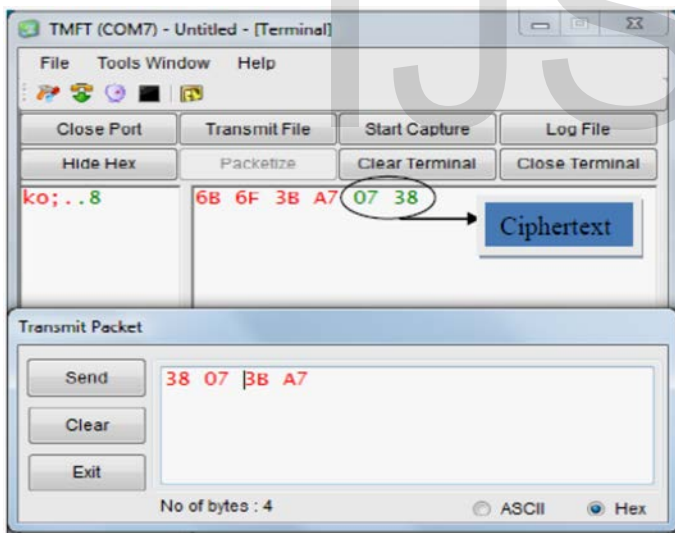 IJS
TMFT (COM7) - Untitled - [Terminal]
File Tools Window Help
Close Port Transmit File Start Capture Log File
Hide Hex Packetize Clear Terminal Close Terminal
ko;..8 6B 6F 3B A7 07 38
Ciphertext
Transmit Packet
Send 38 07 3B A7
Clear
Exit
No of bytes : 4 ASCII Hex